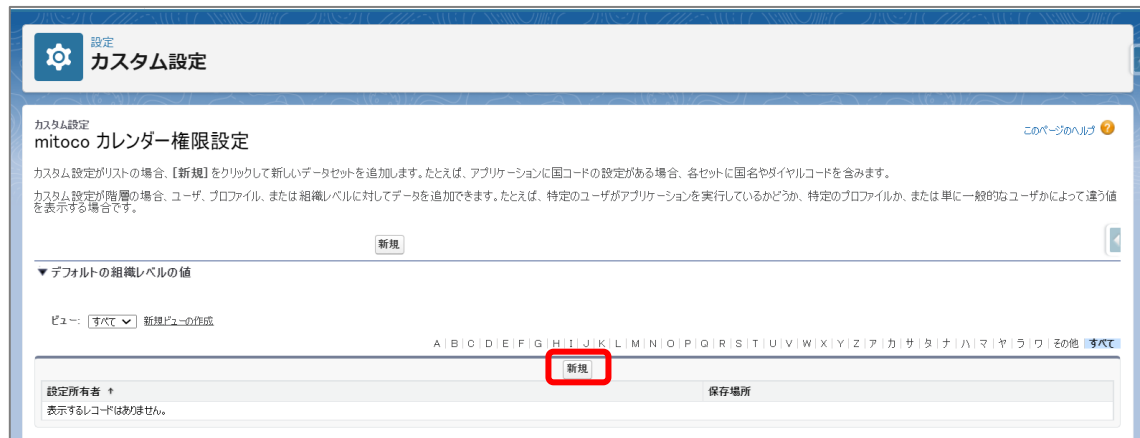 設定
カスタム設定
カスタム設定
mitoco カレンダー権限設定
このページのヘルプ ?
カスタム設定がリストの場合、[新規] をクリックして新しいデータセットを追加します。たとえば、アプリケーションに国コードの設定がある場合、各セットに国名やダイヤルコードを含みます。
カスタム設定が階層の場合、ユーザ、プロファイル、または組織レベルに対してデータを追加できます。たとえば、特定のユーザがアプリケーションを実行しているかどうか、特定のプロファイルか、または単に一般的なユーザかによって違う値
を表示する場合です。
新規
▼ デフォルトの組織レベルの値
ビュー: すべて 新規ビューの作成
A | B | C | D | E | F | G | H | I | J | K | L | M | N | O | P | Q | R | S | T | U | V | W | X | Y | Z | ア | カ | サ | タ | ナ | ハ | マ | ヤ | ラ | ワ | その他 すべて
新規
設定所有者 ↑ 保存場所
表示するレコードはありません。